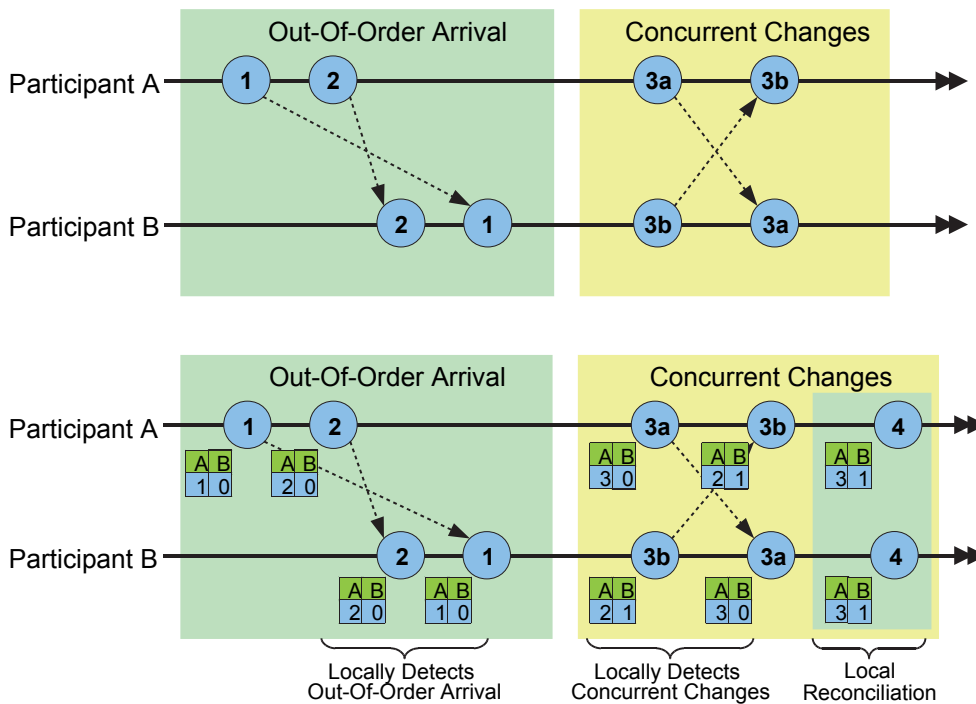 Out-Of-Order Arrival
Concurrent Changes
Participant A
1
2
3a
3b
Participant B
2
1
3b
3a
Out-Of-Order Arrival
Concurrent Changes
Participant A
1
2
3a
3b
4
A B
1 0
A B
2 0
A B
3 0
A B
2 1
A B
3 1
Participant B
2
1
3b
3a
4
A B
2 0
A B
1 0
A B
2 1
A B
3 0
A B
3 1
Locally Detects
Out-Of-Order Arrival
Locally Detects
Concurrent Changes
Local
Reconciliation